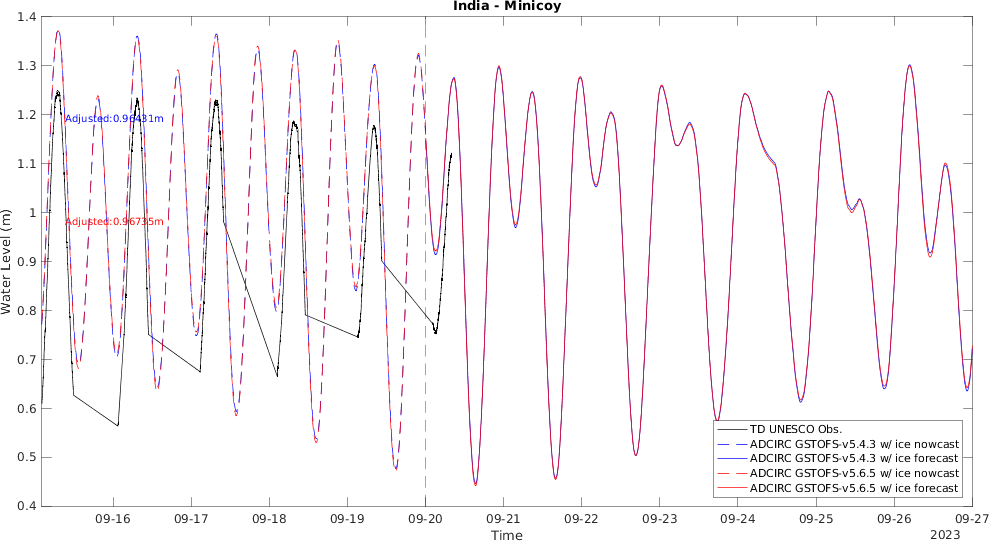 India - Minicoy
1.4
1.3
1.2
1.1
1
0.9
0.8
0.7
0.6
0.5
0.4
Water Level (m)
Adjusted:0.96431m
Adjusted:0.96735m
TD UNESCO Obs.
ADCIRC GSTOFS-v5.4.3 w/ ice nowcast
ADCIRC GSTOFS-v5.4.3 w/ ice forecast
ADCIRC GSTOFS-v5.6.5 w/ ice nowcast
ADCIRC GSTOFS-v5.6.5 w/ ice forecast
09-16 09-17 09-18 09-19 09-20 09-21 09-22 09-23 09-24 09-25 09-26 09-27
Time
2023